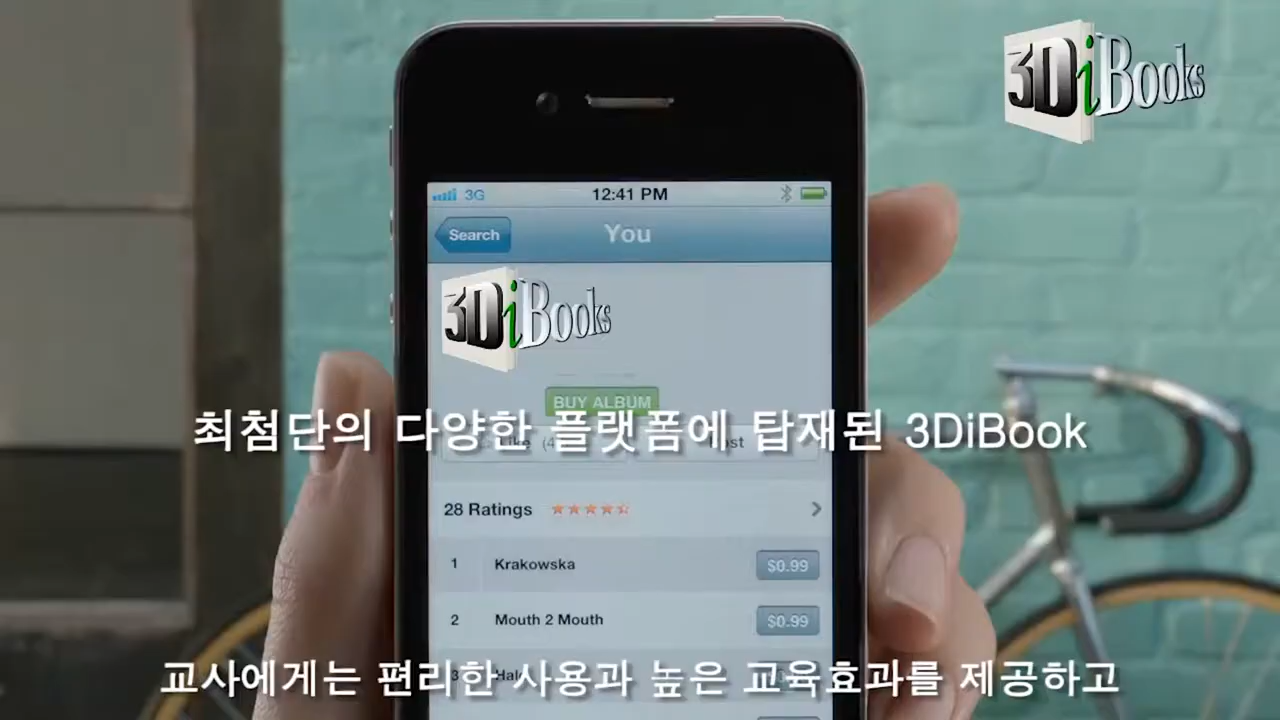 3DiBooks
3G 12:41 PM
Search You
3DiBooks
BUY ALBUM
최첨단의 다양한 플랫폼에 탑재된 3DiBook
28 Ratings
1 Krakowska $0.99
2 Mouth 2 Mouth $0.99
3
교사에게는 편리한 사용과 높은 교육효과를 제공하고